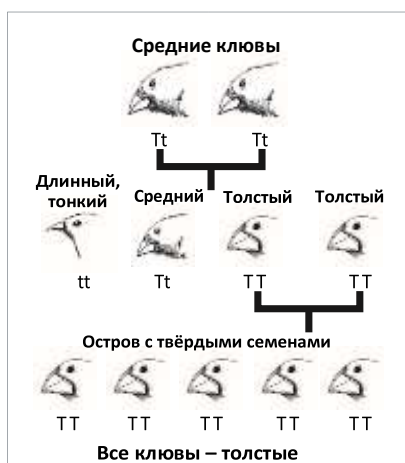 Средние клювы
Tt Tt
Длинный, тонкий Средний Толстый Толстый
tt Tt TT TT
Остров с твёрдыми семенами
TT TT TT TT TT
Все клювы – толстые